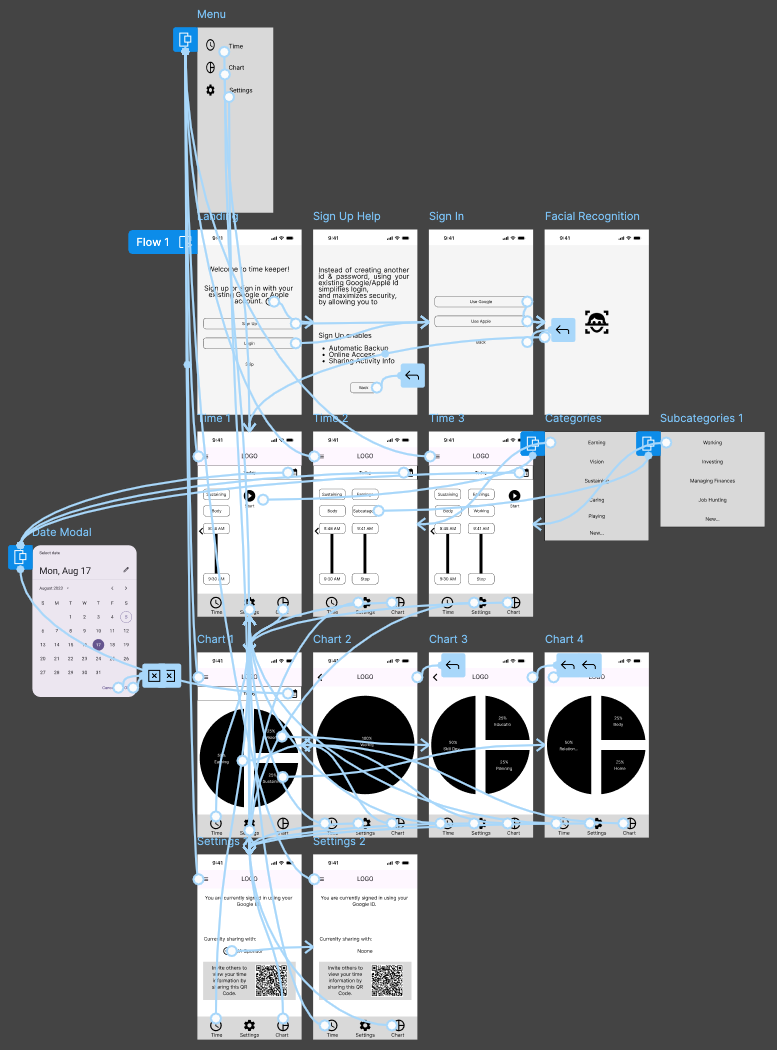 Menu
Time
Chart
Settings
Landing
Sign Up Help
Sign In
Facial Recognition
Flow 1
9:41
9:41
9:41
9:41
Welcome to time keeper!
Sign up or sign in with your
existing Google or Apple
account.
Sign Up
Login
Instead of creating another
id & password, using your
existing Google/Apple Id
simplifies login,
and maximizes security,
by allowing you to
Sign Up enables
• Automatic Backup
• Online Access
• Sharing Activity Info
Back
Use Google
Use Apple
Back
Time 1
Time 2
Time 3
Categories
Subcategories 1
9:41
LOGO
Sustaining
Body
Start
9:30 AM
Time
Settings
9:41
LOGO
Today
Sustaining
Earnings
Body
Subcategory
9:48 AM
9:41 AM
9:30 AM
Stop
Time
Settings
Chart
9:41
LOGO
Sustaining
Earnings
Body
Working
Start
9:48 AM
9:41 AM
9:30 AM
Stop
Time
Settings
Chart
Earning
Vision
Sustaining
Caring
Playing
New...
Working
Investing
Managing Finances
Job Hunting
New...
Date Modal
Select date
Mon, Aug 17
August 2023
S M T W T F S
1 2 3 4 5
6 7 8 9 10 11 12
13 14 15 16 17 18 19
20 21 22 23 24 25 26
27 28 29 30 31
Chart 1
Chart 2
Chart 3
Chart 4
9:41
LOGO
Today
25%
50%
Earning
25%
Sustaining
Time
Settings
Chart
9:41
LOGO
100%
Working
Time
Settings
Chart
9:41
LOGO
50%
25%
25%
Planning
Time
Settings
Chart
9:41
LOGO
50%
Relation...
25%
Body
25%
Home
Time
Settings
Chart
Settings
Settings 2
9:41
LOGO
You are currently signed in using your
Google ID.
Currently sharing with:
Sponsor
Invite others to
view your time
information by
sharing this QR
Code.
Time
Settings
Chart
9:41
LOGO
You are currently signed in using your
Google ID.
Currently sharing with:
Noone
Invite others to
view your time
information by
sharing this QR
Code.
Time
Settings
Chart